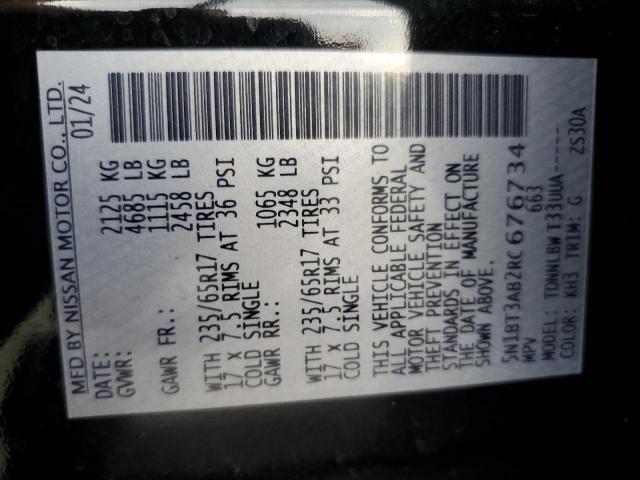 MFD BY NISSAN MOTOR CO., LTD.
DATE: 01/24
GVWR: 2125 KG
4685 LB
GAWR FR.: 1115 KG
2458 LB
WITH 235/65R17 TIRES
17 X 7.5 RIMS AT 36 PSI
COLD SINGLE
GAWR RR.: 1065 KG
2348 LB
WITH 235/65R17 TIRES
17 X 7.5 RIMS AT 33 PSI
COLD SINGLE
THIS VEHICLE CONFORMS TO
ALL APPLICABLE FEDERAL
MOTOR VEHICLE SAFETY AND
THEFT PREVENTION
STANDARDS IN EFFECT ON
THE DATE OF MANUFACTURE
SHOWN ABOVE.
5N1BT3AB2RC676734
MPV 663
MODEL: TDNNLBW T33UUA-----
COLOR: KH3 TRIM: G ZS30A